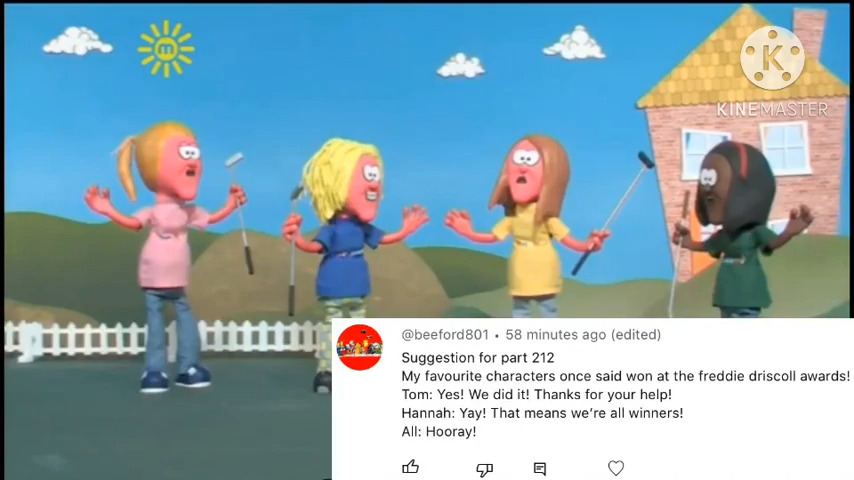 m
K
KINEMASTER
@beeford801 • 58 minutes ago (edited)
Suggestion for part 212
My favourite characters once said won at the freddie driscoll awards!
Tom: Yes! We did it! Thanks for your help!
Hannah: Yay! That means we're all winners!
All: Hooray!